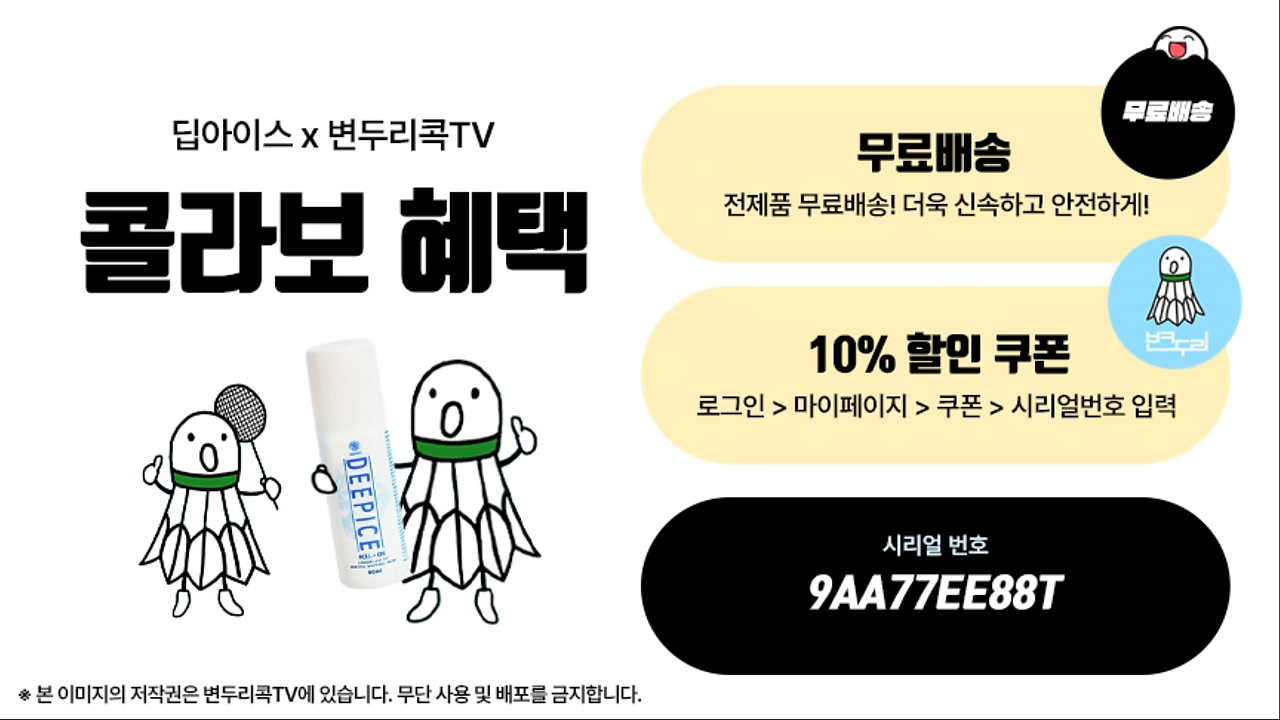 딥아이스 x 변두리콕TV
콜라보 혜택
DEEPICE
ROLL - ON
무료배송
무료배송
전제품 무료배송! 더욱 신속하고 안전하게!
변두리
10% 할인 쿠폰
로그인 > 마이페이지 > 쿠폰 > 시리얼번호 입력
시리얼 번호
9AA77EE88T
※ 본 이미지의 저작권은 변두리콕TV에 있습니다. 무단 사용 및 배포를 금지합니다.